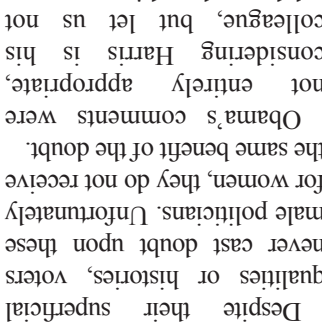 Despite their superficial
qualities or histories, voters
never cast doubt upon these
male politicians. Unfortunately
for women, they do not receive
the same benefit of the doubt.
Obama's comments were
not entirely appropriate,
considering Harris is his
colleague, but let us not